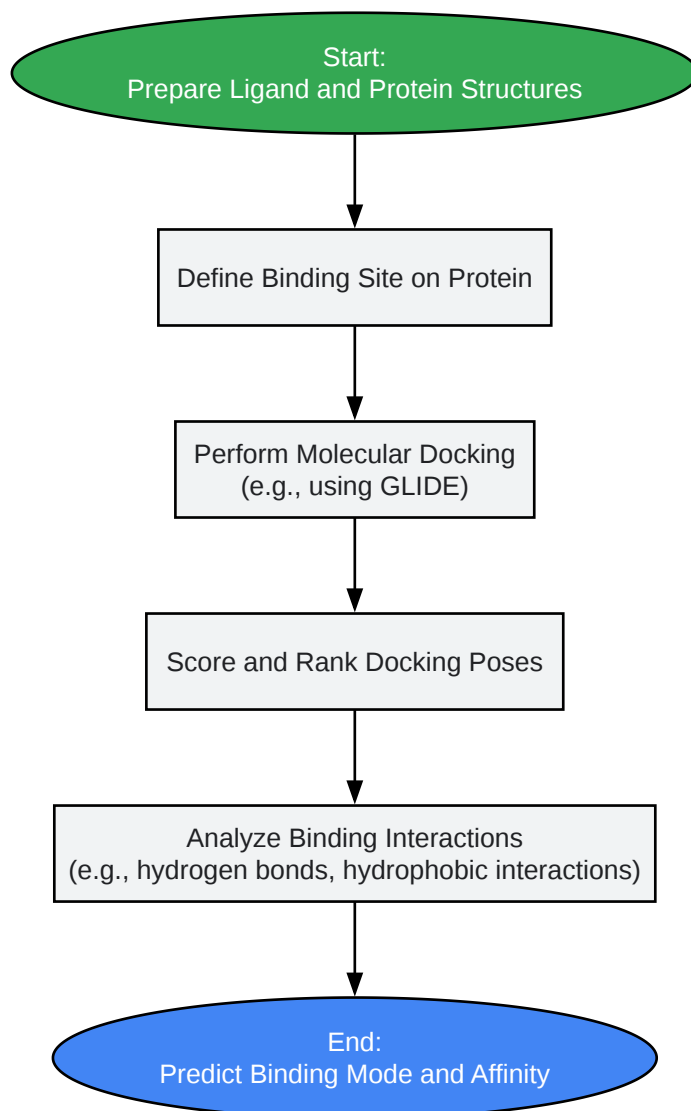 Start:
Prepare Ligand and Protein Structures
Define Binding Site on Protein
Perform Molecular Docking
(e.g., using GLIDE)
Score and Rank Docking Poses
Analyze Binding Interactions
(e.g., hydrogen bonds, hydrophobic interactions)
End:
Predict Binding Mode and Affinity